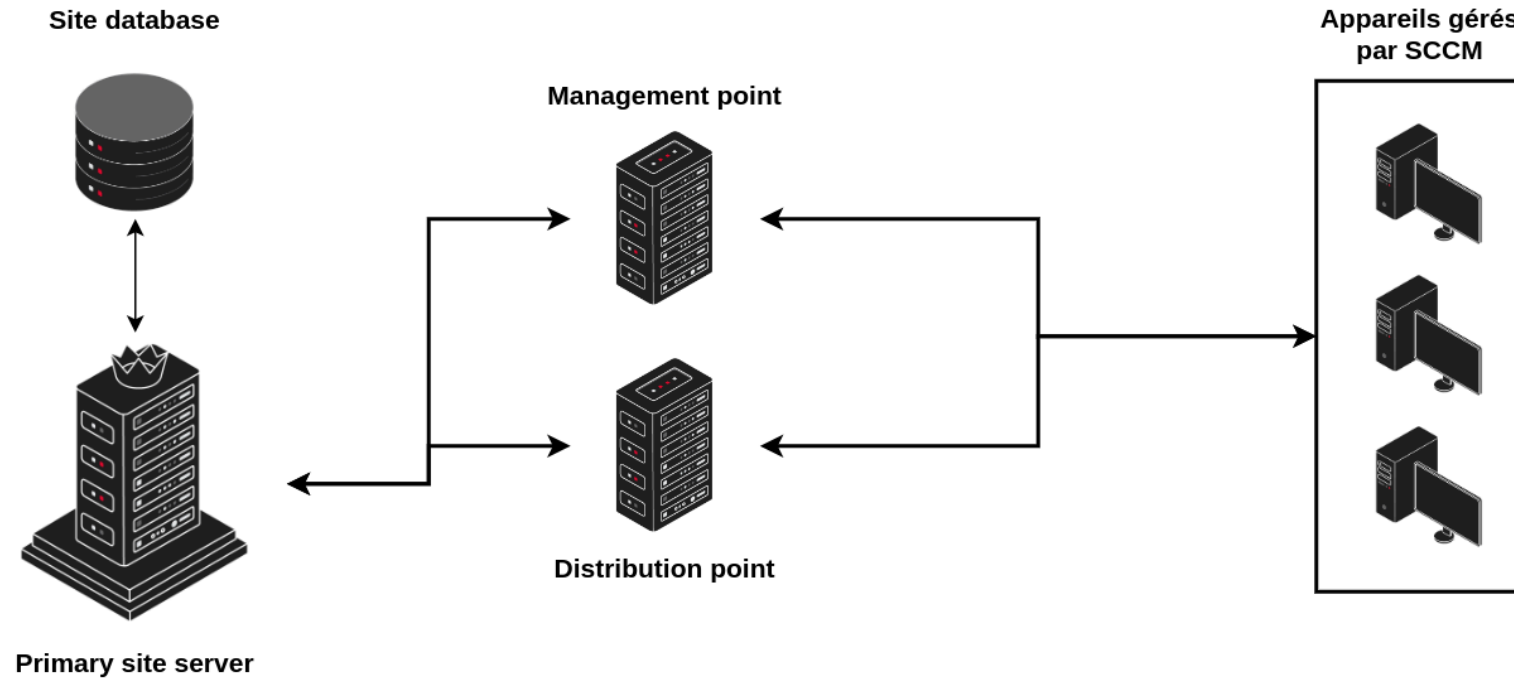 Site database
Management point
Appareils gérés
par SCCM
Distribution point
Primary site server